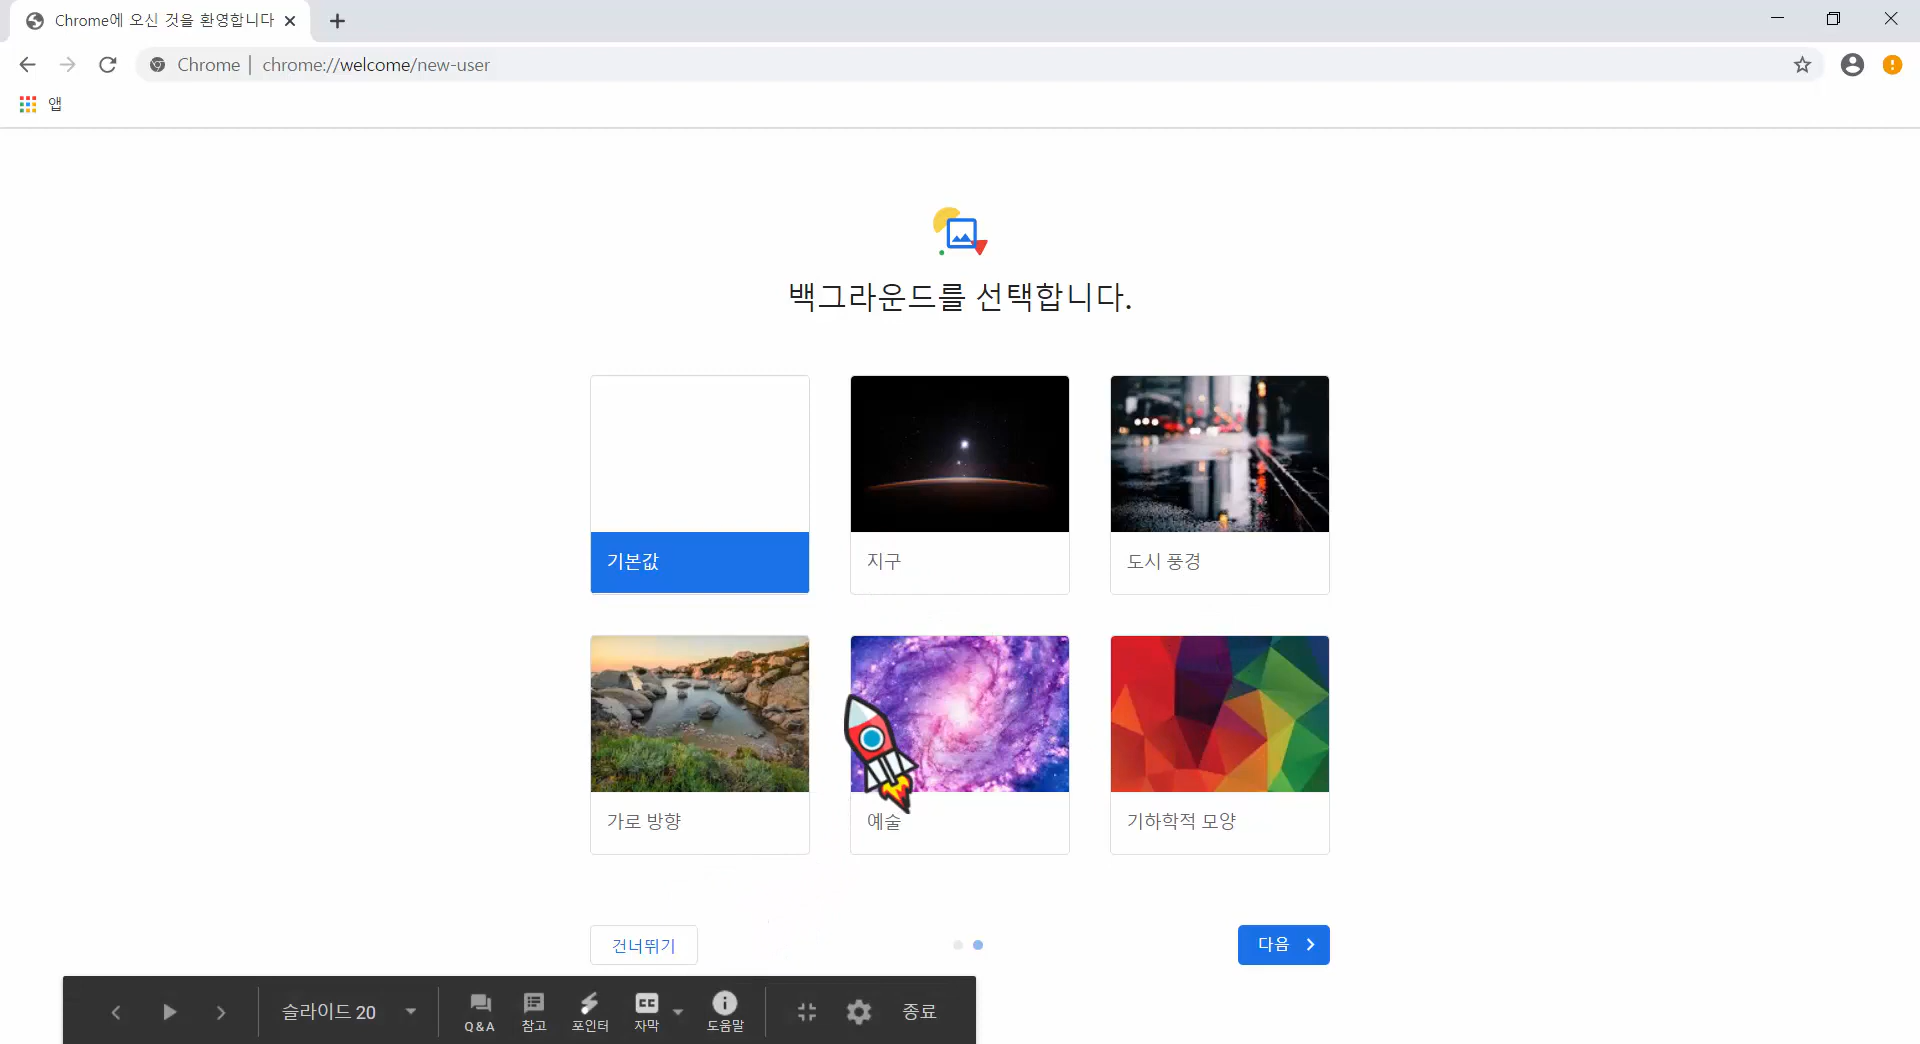 Chrome에 오신 것을 환영합니다
Chrome | chrome://welcome/new-user
앱
백그라운드를 선택합니다.
기본값
지구
도시 풍경
가로 방향
예술
기하학적 모양
건너뛰기
다음
슬라이드 20
Q&A
참고
포인터
CC
자막
도움말
종료